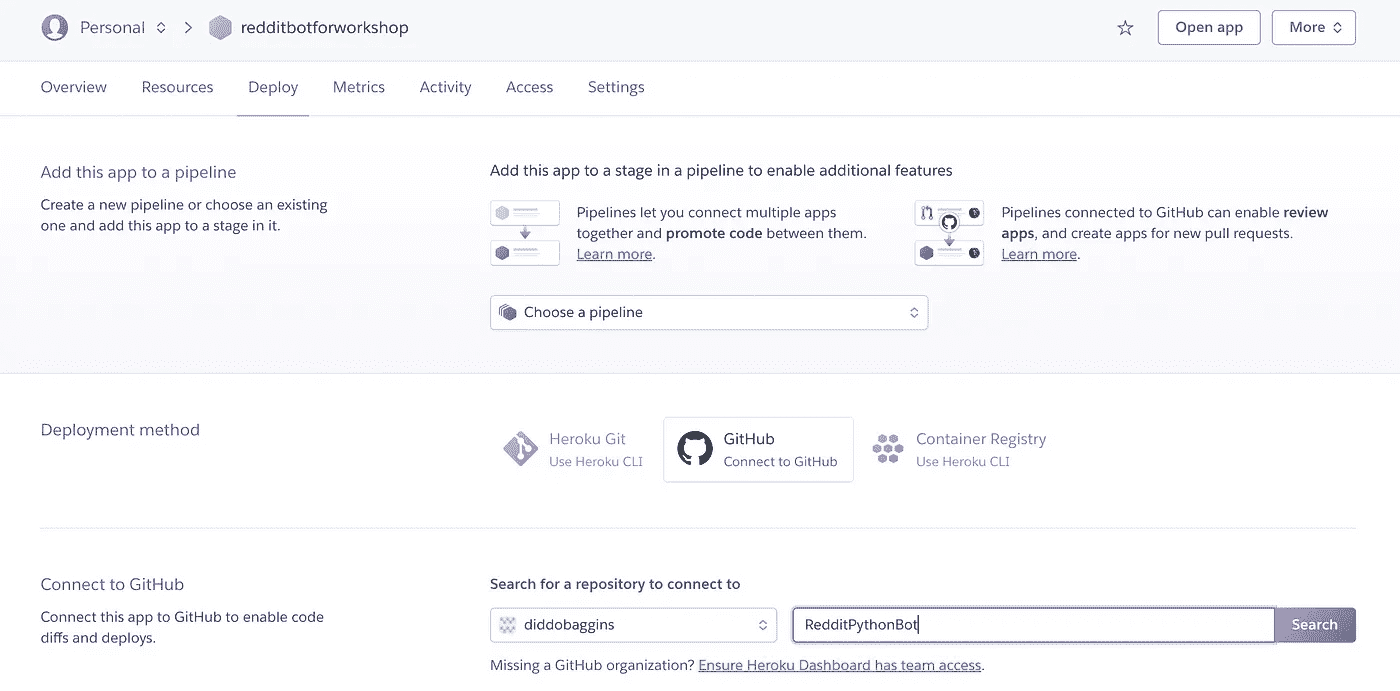 Personal
redditbotforworkshop
Open app
More
Overview
Resources
Deploy
Metrics
Activity
Access
Settings
Add this app to a pipeline
Create a new pipeline or choose an existing
one and add this app to a stage in it.
Add this app to a stage in a pipeline to enable additional features
Pipelines let you connect multiple apps
together and promote code between them.
Learn more.
Pipelines connected to GitHub can enable review
apps, and create apps for new pull requests.
Learn more.
Choose a pipeline
Deployment method
Heroku Git
Use Heroku CLI
GitHub
Connect to GitHub
Container Registry
Use Heroku CLI
Connect to GitHub
Connect this app to GitHub to enable code
diffs and deploys.
Search for a repository to connect to
diddobaggins
RedditPythonBot
Search
Missing a GitHub organization? Ensure Heroku Dashboard has team access.